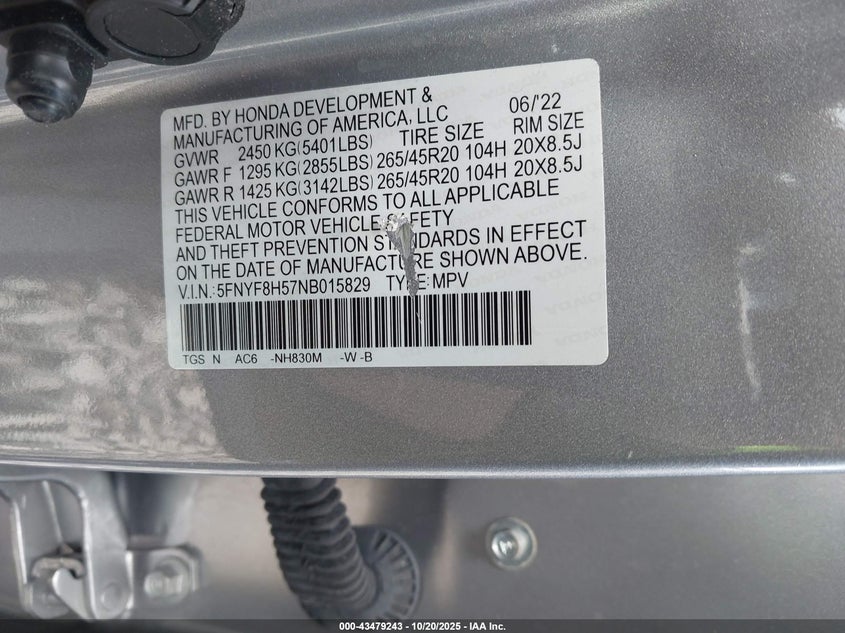 MFD. BY HONDA DEVELOPMENT &
MANUFACTURING OF AMERICA, LLC 06/'22
GVWR 2450 KG(5401LBS) TIRE SIZE RIM SIZE
GAWR F 1295 KG(2855LBS) 265/45R20 104H 20X8.5J
GAWR R 1425 KG(3142LBS) 265/45R20 104H 20X8.5J
THIS VEHICLE CONFORMS TO ALL APPLICABLE
FEDERAL MOTOR VEHICLE SAFETY
AND THEFT PREVENTION STANDARDS IN EFFECT
ON THE DATE OF MANUFACTURE SHOWN ABOVE.
V.I.N.: 5FNYF8H57NB015829 TYPE: MPV
TGS N AC6 -NH830M -W -B
000-43479243 - 10/20/2025 - IAA Inc.